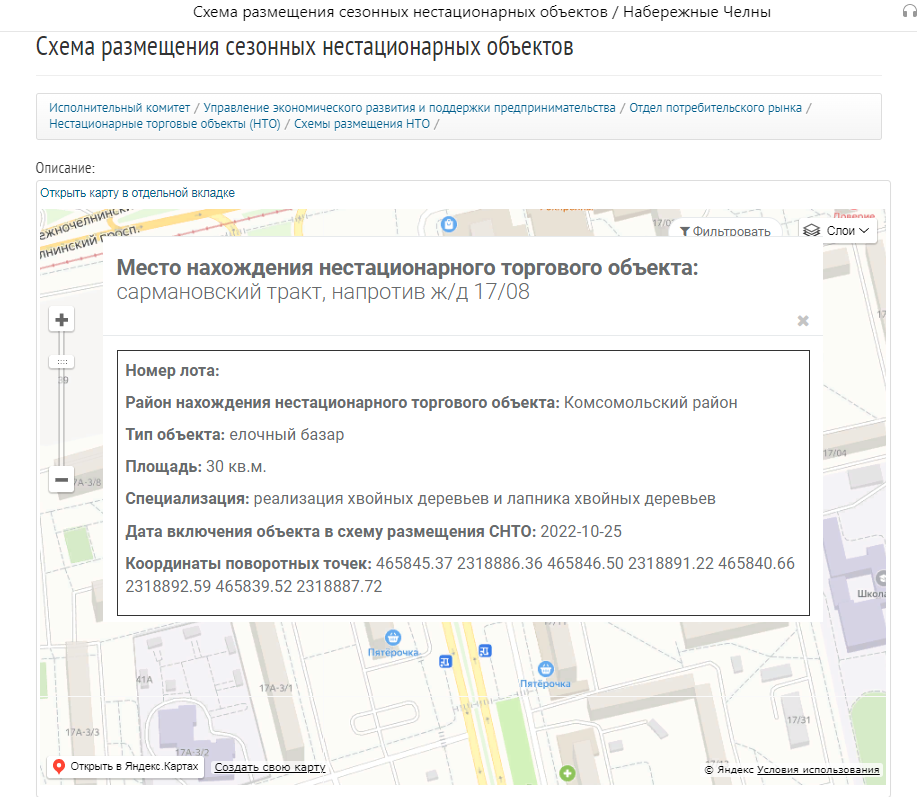 Схема размещения сезонных нестационарных объектов / Набережные Челны
Схема размещения сезонных нестационарных объектов
Исполнительный комитет / Управление экономического развития и поддержки предпринимательства / Отдел потребительского рынка /
Нестационарные торговые объекты (НТО) / Схемы размещения НТО /
Описание:
Открыть карту в отдельной вкладке
Фильтровать
Слои
Место нахождения нестационарного торгового объекта:
сармановский тракт, напротив ж/д 17/08
Номер лота:
Район нахождения нестационарного торгового объекта: Комсомольский район
Тип объекта: елочный базар
Площадь: 30 кв.м.
Специализация: реализация хвойных деревьев и лапника хвойных деревьев
Дата включения объекта в схему размещения СНТО: 2022-10-25
Координаты поворотных точек: 465845.37 2318886.36 465846.50 2318891.22 465840.66
2318892.59 465839.52 2318887.72
39
17А-3/8
17/04
Школа
Пятёрочка
Пятёрочка
41А
17А-3/1
17А-3/3
17А-3/2
17/31
Открыть в Яндекс.Картах
Создать свою карту
© Яндекс Условия использования